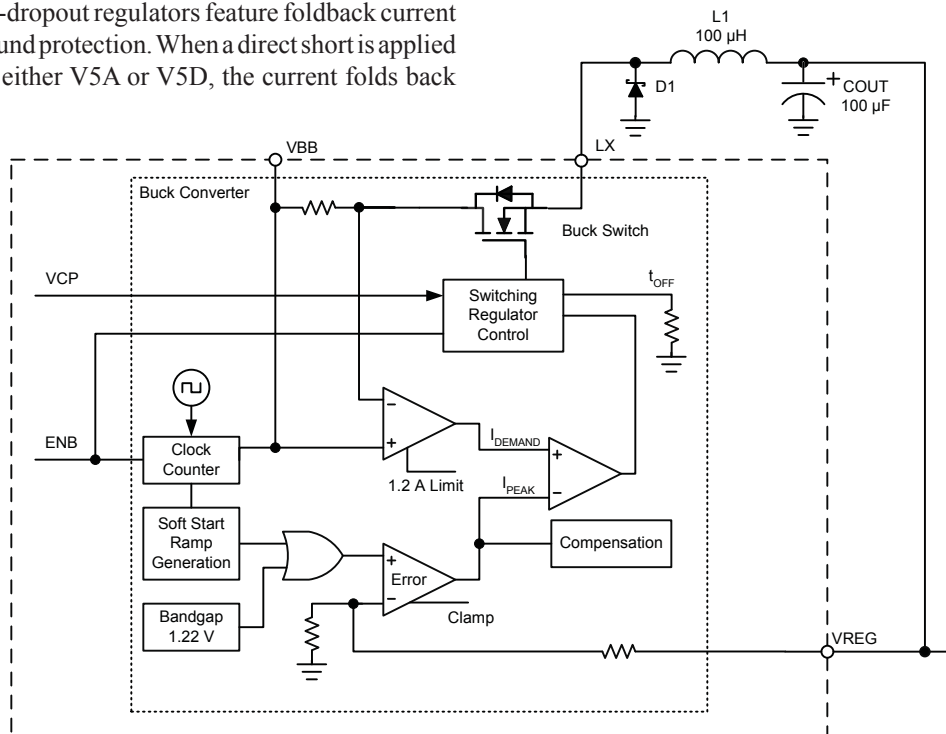 -dropout regulators feature foldback current
und protection. When a direct short is applied
either V5A or V5D, the current folds back
L1
100 µH
D1
+
COUT
100 µF
VBB
LX
Buck Converter
Buck Switch
VCP
Switching
Regulator
Control
tOFF
ENB
Clock
Counter
−
+
1.2 A Limit
IDEMAND
IPEAK
+
−
Soft Start
Ramp
Generation
Compensation
+
Error
−
Clamp
Bandgap
1.22 V
VREG